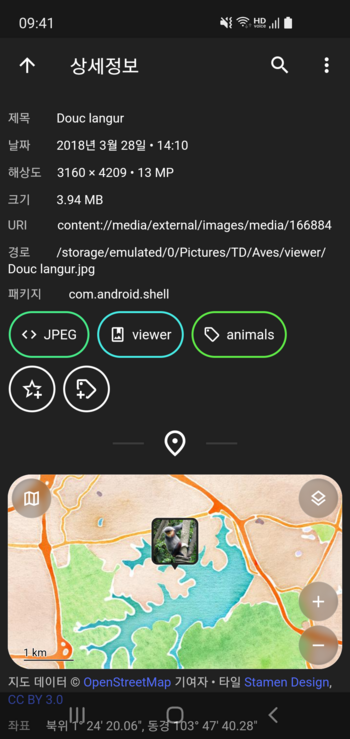 09:41
HD
VOICE
상세정보
제목 Douc langur
날짜 2018년 3월 28일 • 14:10
해상도 3160 × 4209 • 13 MP
크기 3.94 MB
URI content://media/external/images/media/166884
경로 /storage/emulated/0/Pictures/TD/Aves/viewer/
Douc langur.jpg
패키지 com.android.shell
JPEG viewer animals
1 km
지도 데이터 © OpenStreetMap 기여자 • 타일 Stamen Design,
CC BY 3.0
좌표 북위 1° 24′ 20.06″, 동경 103° 47′ 40.28″